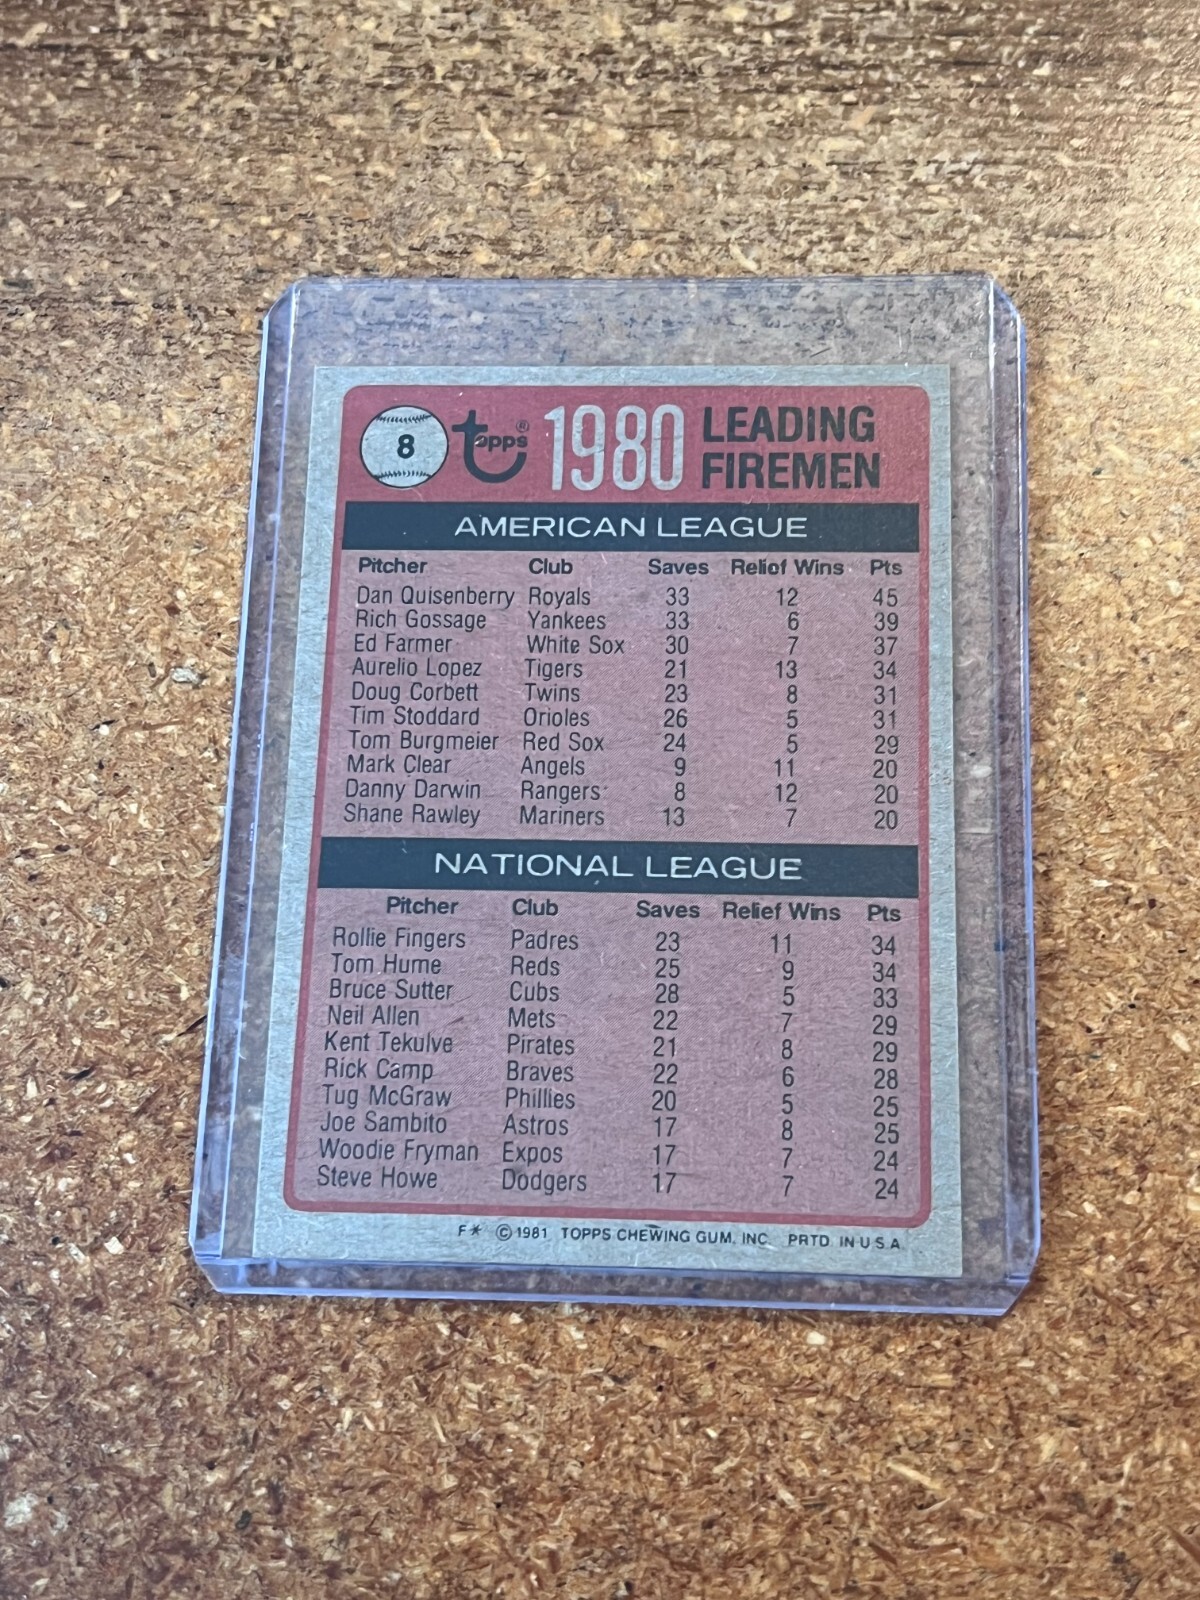 8 Topps® 1980 LEADING FIREMEN
AMERICAN LEAGUE
Pitcher Club Saves Relief Wins Pts
Dan Quisenberry Royals 33 12 45
Rich Gossage Yankees 33 6 39
Ed Farmer White Sox 30 7 37
Aurelio Lopez Tigers 21 13 34
Doug Corbett Twins 23 8 31
Tim Stoddard Orioles 26 5 31
Tom Burgmeier Red Sox 24 5 29
Mark Clear Angels 9 11 20
Danny Darwin Rangers 8 12 20
Shane Rawley Mariners 13 7 20
NATIONAL LEAGUE
Pitcher Club Saves Relief Wins Pts
Rollie Fingers Padres 23 11 34
Tom Hume Reds 25 9 34
Bruce Sutter Cubs 28 5 33
Neil Allen Mets 22 7 29
Kent Tekulve Pirates 21 8 29
Rick Camp Braves 22 6 28
Tug McGraw Phillies 20 5 25
Joe Sambito Astros 17 8 25
Woodie Fryman Expos 17 7 24
Steve Howe Dodgers 17 7 24
F* © 1981 TOPPS CHEWING GUM, INC. PRTD. IN U.S.A.